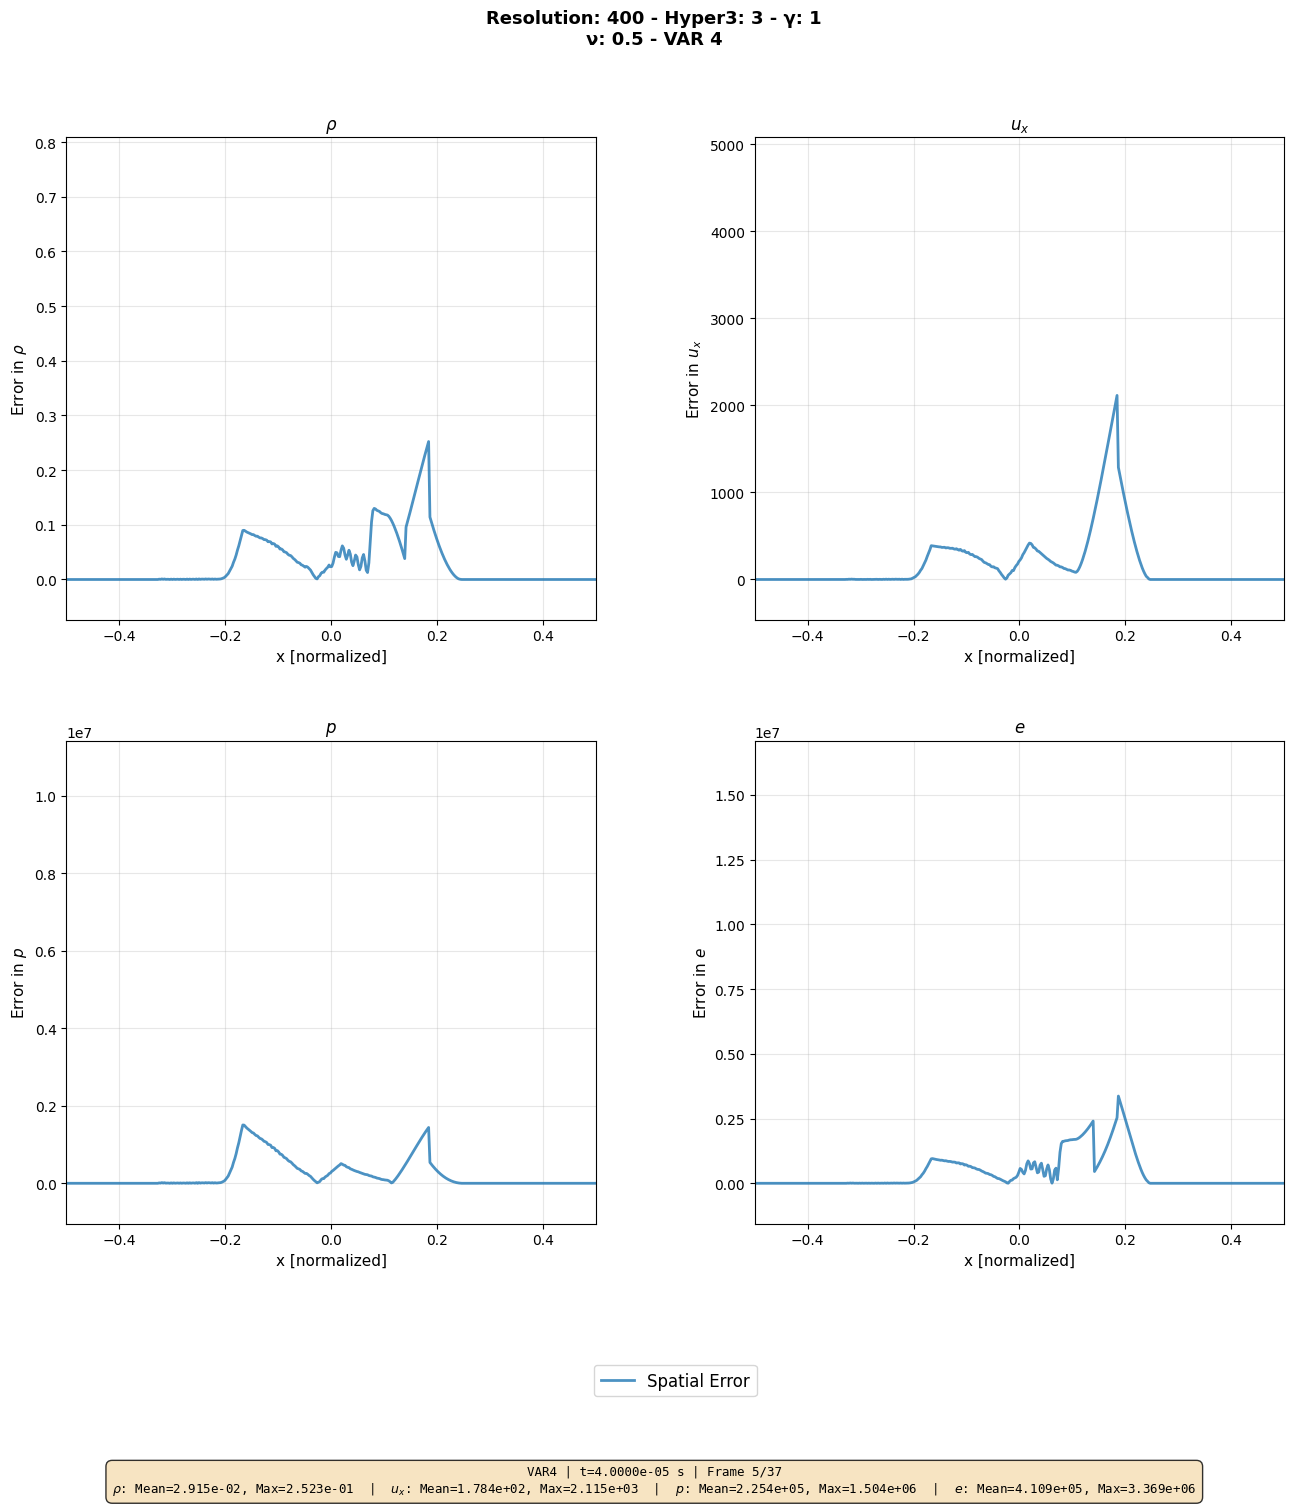 Resolution: 400 - Hyper3: 3 - γ: 1
ν: 0.5 - VAR 4
ρ
Error in ρ
0.8
0.7
0.6
0.5
0.4
0.3
0.2
0.1
0.0
−0.4 −0.2 0.0 0.2 0.4
x [normalized]
u_x
Error in u_x
5000
4000
3000
2000
1000
0
−0.4 −0.2 0.0 0.2 0.4
x [normalized]
p
1e7
Error in p
1.0
0.8
0.6
0.4
0.2
0.0
−0.4 −0.2 0.0 0.2 0.4
x [normalized]
e
1e7
Error in e
1.50
1.25
1.00
0.75
0.50
0.25
0.00
−0.4 −0.2 0.0 0.2 0.4
x [normalized]
Spatial Error
VAR4 | t=4.0000e-05 s | Frame 5/37
ρ: Mean=2.915e-02, Max=2.523e-01 | u_x: Mean=1.784e+02, Max=2.115e+03 | p: Mean=2.254e+05, Max=1.504e+06 | e: Mean=4.109e+05, Max=3.369e+06